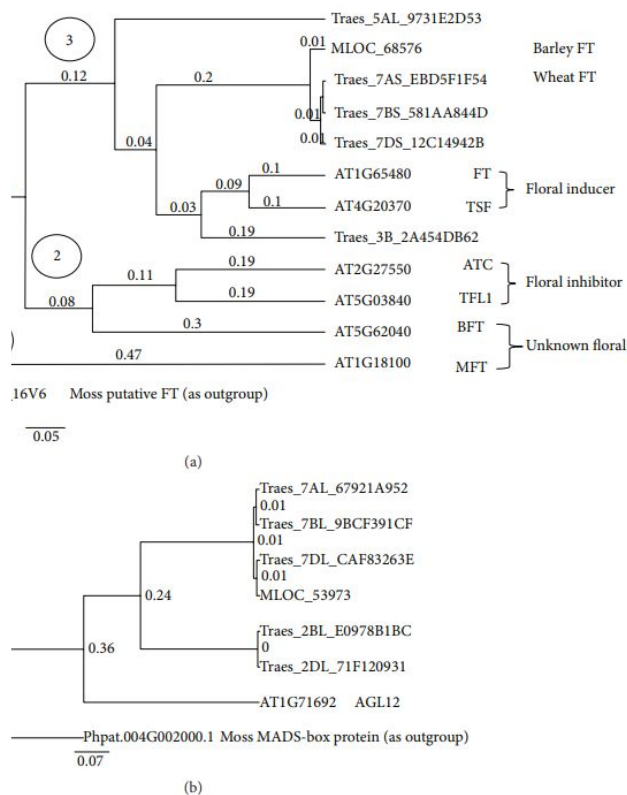 Traes_5AL_9731E2D53
3
0.01 MLOC_68576 Barley FT
0.12 0.2
Traes_7AS_EBD5F1F54 Wheat FT
0.01 Traes_7BS_581AA844D
0.04 0.01 Traes_7DS_12C14942B
0.1 AT1G65480 FT
0.09 Floral inducer
0.03 0.1 AT4G20370 TSF
0.19 Traes_3B_2A454DB62
2
0.19 AT2G27550 ATC
0.11 Floral inhibitor
0.08 0.19 AT5G03840 TFL1
0.3 AT5G62040 BFT
Unknown floral
0.47 AT1G18100 MFT
_16V6 Moss putative FT (as outgroup)
0.05
(a)
Traes_7AL_67921A952
0.01
Traes_7BL_9BCF391CF
0.01
Traes_7DL_CAF83263E
0.01
0.24 MLOC_53973
Traes_2BL_E0978B1BC
0.36 0
Traes_2DL_71F120931
AT1G71692 AGL12
Phpat.004G002000.1 Moss MADS-box protein (as outgroup)
0.07
(b)